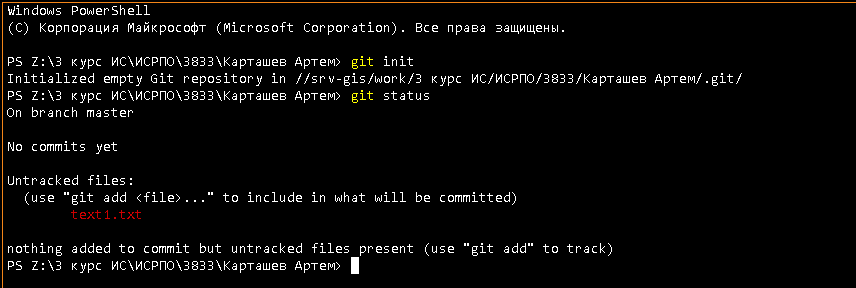 Windows PowerShell
(C) Корпорация Майкрософт (Microsoft Corporation). Все права защищены.
PS Z:\3 курс ИС\ИСРПО\3833\Карташев Артем> git init
Initialized empty Git repository in //srv-gis/work/3 курс ИС/ИСРПО/3833/Карташев Артем/.git/
PS Z:\3 курс ИС\ИСРПО\3833\Карташев Артем> git status
On branch master
No commits yet
Untracked files:
(use "git add <file>..." to include in what will be committed)
text1.txt
nothing added to commit but untracked files present (use "git add" to track)
PS Z:\3 курс ИС\ИСРПО\3833\Карташев Артем>